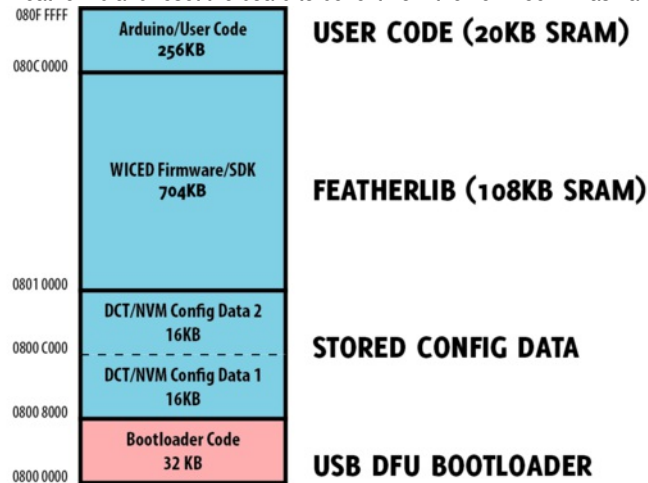 080F FFFF
Arduino/User Code
256KB
USER CODE (20KB SRAM)
080C 0000
WICED Firmware/SDK
704KB
FEATHERLIB (108KB SRAM)
0801 0000
DCT/NVM Config Data 2
16KB
0800 C000
STORED CONFIG DATA
DCT/NVM Config Data 1
16KB
0800 8000
Bootloader Code
32 KB
USB DFU BOOTLOADER
0800 0000